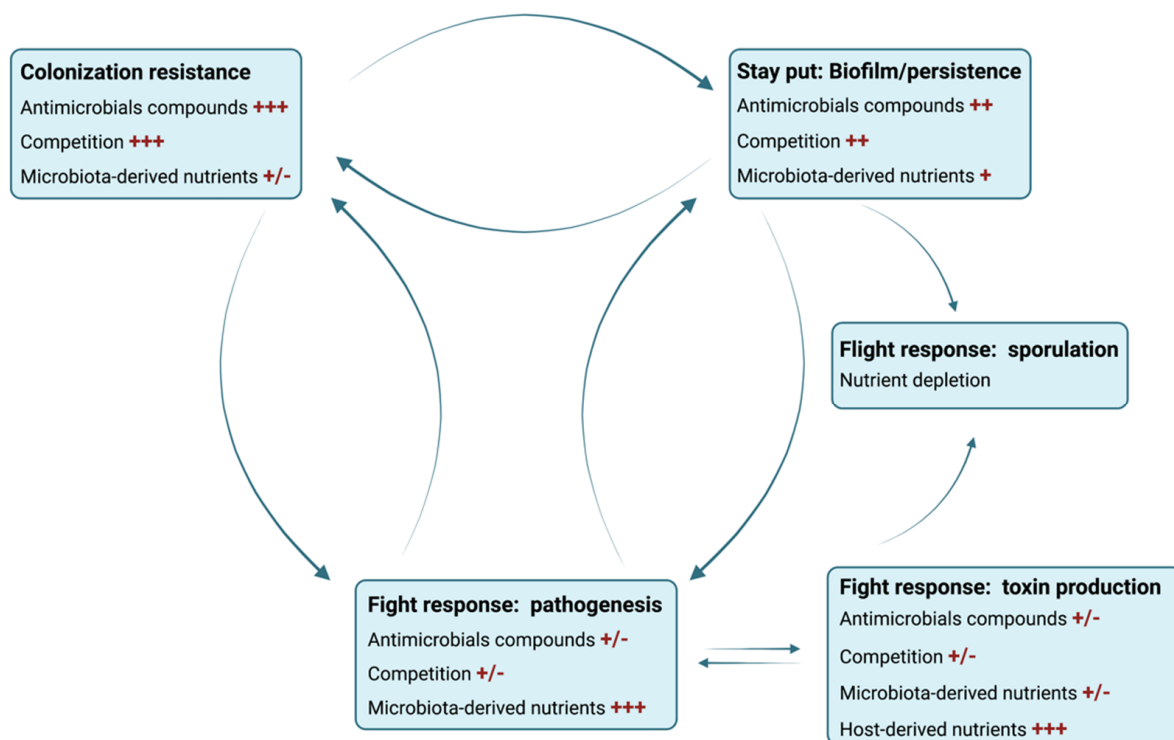 Colonization resistance
Antimicrobials compounds +++
Competition +++
Microbiota-derived nutrients +/-
Stay put: Biofilm/persistence
Antimicrobials compounds ++
Competition ++
Microbiota-derived nutrients +
Flight response: sporulation
Nutrient depletion
Fight response: pathogenesis
Antimicrobials compounds +/-
Competition +/-
Microbiota-derived nutrients +++
Fight response: toxin production
Antimicrobials compounds +/-
Competition +/-
Microbiota-derived nutrients +/-
Host-derived nutrients +++